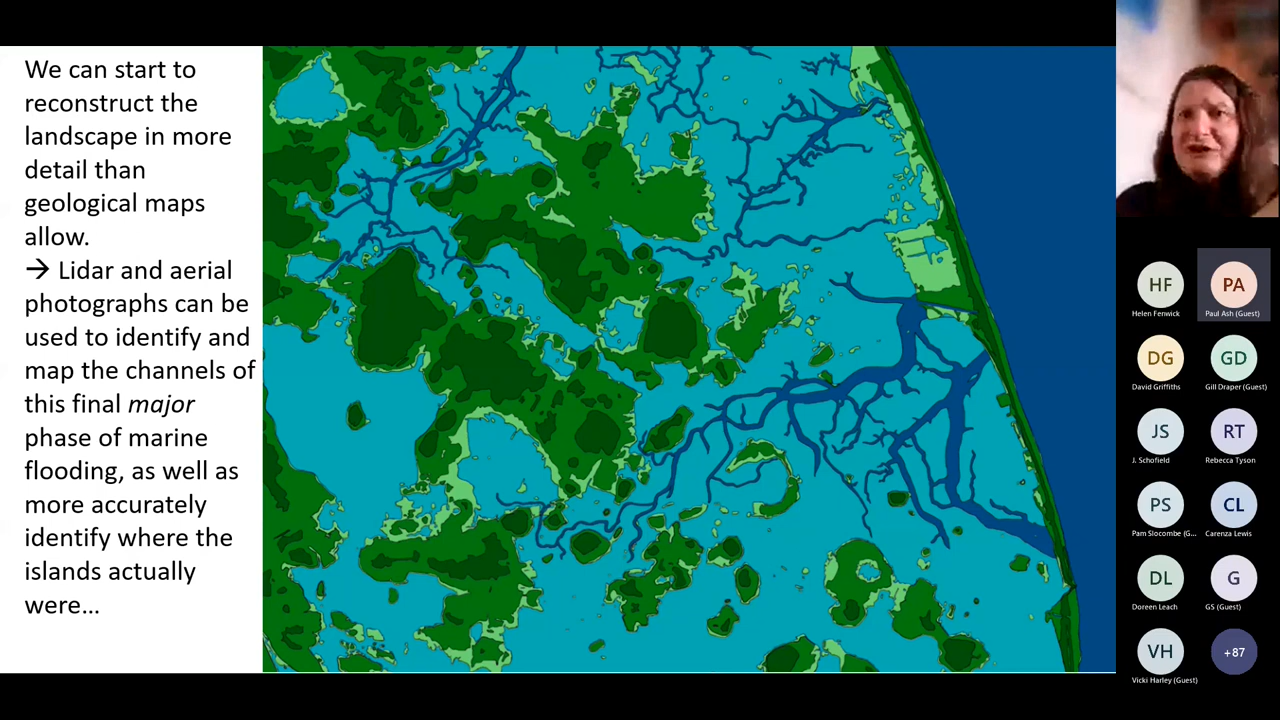 We can start to
reconstruct the
landscape in more
detail than
geological maps
allow.
→ Lidar and aerial
photographs can be
used to identify and
map the channels of
this final major
phase of marine
flooding, as well as
more accurately
identify where the
islands actually
were...
HF
Helen Fenwick
PA
Paul Ash (Guest)
DG
David Griffiths
GD
Gill Draper (Guest)
JS
J. Schofield
RT
Rebecca Tyson
PS
Pam Slocombe (G...
CL
Carenza Lewis
DL
Doreen Leach
G
GS (Guest)
VH
Vicki Harley (Guest)
+87